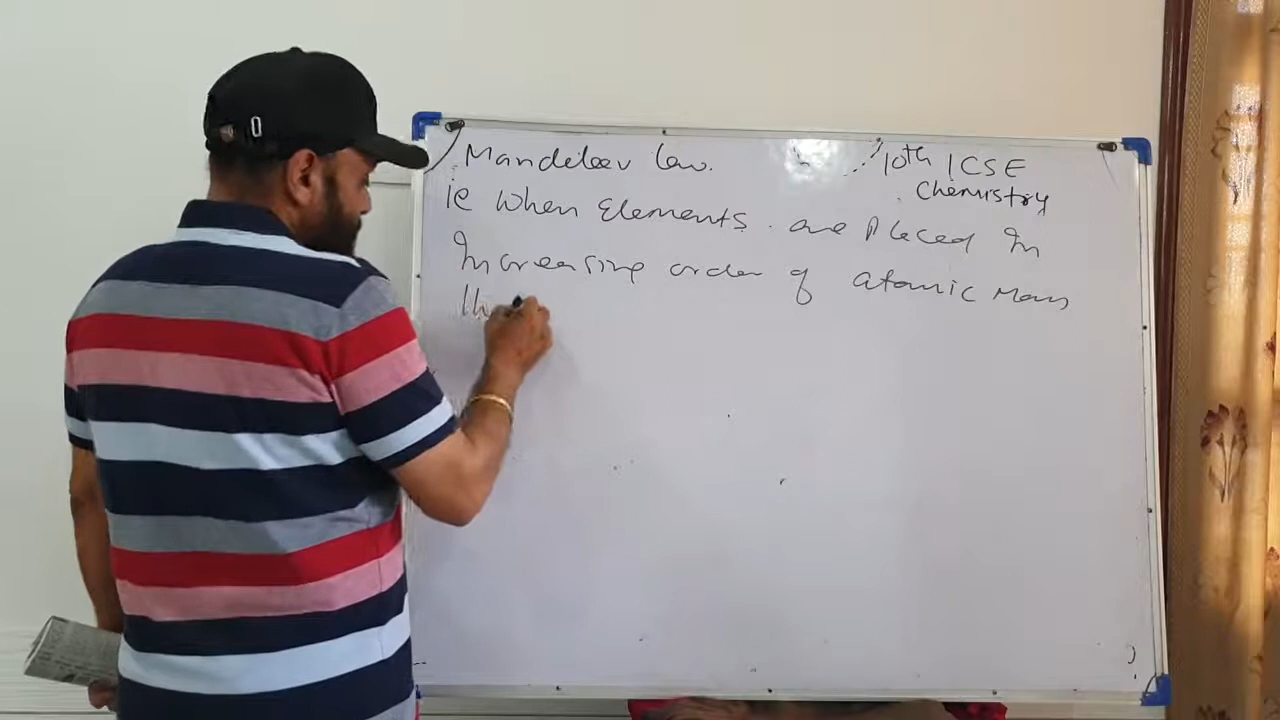 Mandeleev law.
10th ICSE
Chemistry
ie when Elements are placed in
Increasing order of atomic Mass